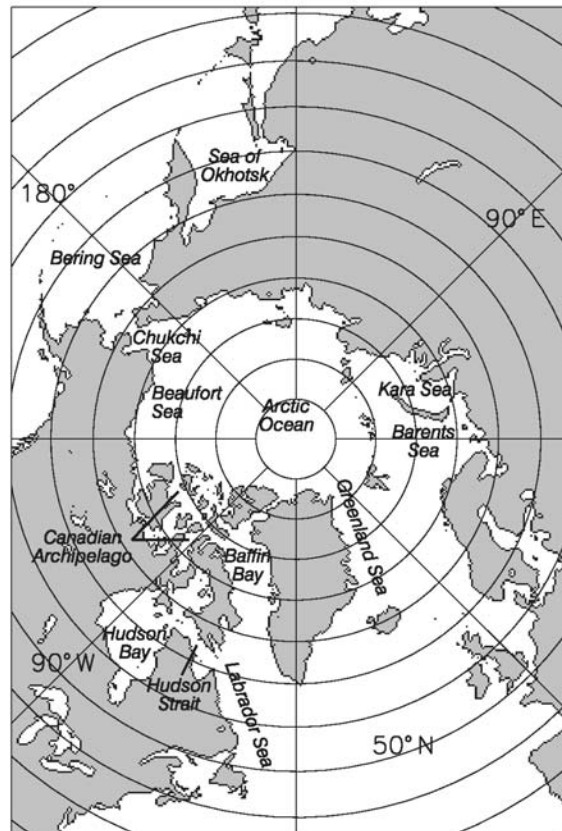 Sea of
Okhotsk
180°
90°E
Bering Sea
Chukchi
Sea
Kara Sea
Beaufort
Sea
Arctic
Ocean
Barents
Sea
Greenland Sea
Canadian
Archipelago
Baffin
Bay
Hudson
Bay
90°W
Hudson
Strait
Labrador Sea
50°N